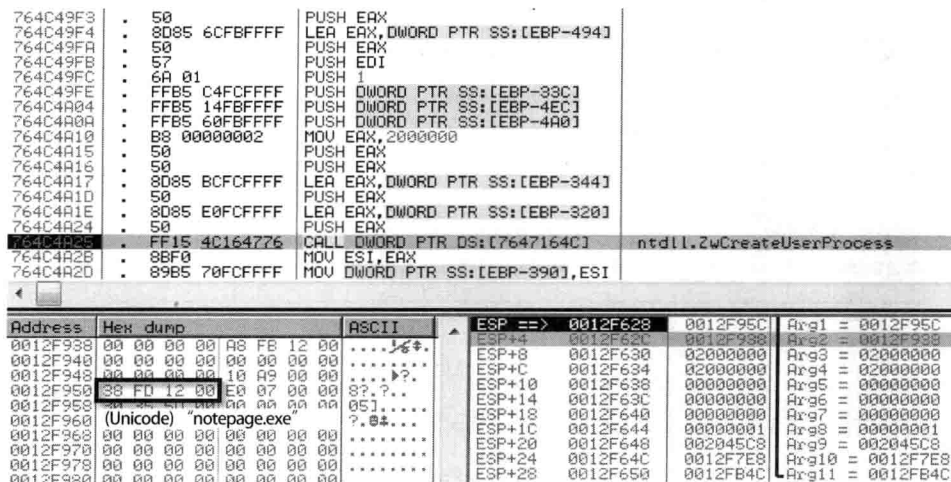 764C49F3 . 50 PUSH EAX
764C49F4 . 8D85 6CFBFFFF LEA EAX,DWORD PTR SS:[EBP-494]
764C49FA . 50 PUSH EAX
764C49FB . 57 PUSH EDI
764C49FC . 6A 01 PUSH 1
764C49FE . FFB5 C4FCFFFF PUSH DWORD PTR SS:[EBP-33C]
764C4A04 . FFB5 14FBFFFF PUSH DWORD PTR SS:[EBP-4EC]
764C4A0A . FFB5 60FBFFFF PUSH DWORD PTR SS:[EBP-4A0]
764C4A10 . B8 00000002 MOV EAX,2000000
764C4A15 . 50 PUSH EAX
764C4A16 . 50 PUSH EAX
764C4A17 . 8D85 BCFCFFFF LEA EAX,DWORD PTR SS:[EBP-344]
764C4A1D . 50 PUSH EAX
764C4A1E . 8D85 E0FCFFFF LEA EAX,DWORD PTR SS:[EBP-320]
764C4A24 . 50 PUSH EAX
764C4A25 . FF15 4C164776 CALL DWORD PTR DS:[7647164C] ntdll.ZwCreateUserProcess
764C4A2B . 8BF0 MOV ESI,EAX
764C4A2D . 89B5 70FCFFFF MOV DWORD PTR SS:[EBP-390],ESI
Address Hex dump ASCII
0012F938 00 00 00 00 A8 FB 12 00
0012F940 00 00 00 00 00 00 00 00 ........
0012F948 00 00 00 00 10 A9 00 00
0012F950 38 FD 12 00 E0 07 00 00 8?.?..
0012F958
0012F960 (Unicode) "notepage.exe"
0012F968 00 00 00 00 00 00 00 00 ........
0012F970 00 00 00 00 00 00 00 00 ........
0012F978 00 00 00 00 00 00 00 00 ........
ESP ==> 0012F628 0012F95C Arg1 = 0012F95C
ESP+4 0012F62C 0012F938 Arg2 = 0012F938
ESP+8 0012F630 02000000 Arg3 = 02000000
ESP+C 0012F634 02000000 Arg4 = 02000000
ESP+10 0012F638 00000000 Arg5 = 00000000
ESP+14 0012F63C 00000000 Arg6 = 00000000
ESP+18 0012F640 00000000 Arg7 = 00000000
ESP+1C 0012F644 00000001 Arg8 = 00000001
ESP+20 0012F648 002045C8 Arg9 = 002045C8
ESP+24 0012F64C 0012F7E8 Arg10 = 0012F7E8
ESP+28 0012F650 0012FB4C Arg11 = 0012FB4C